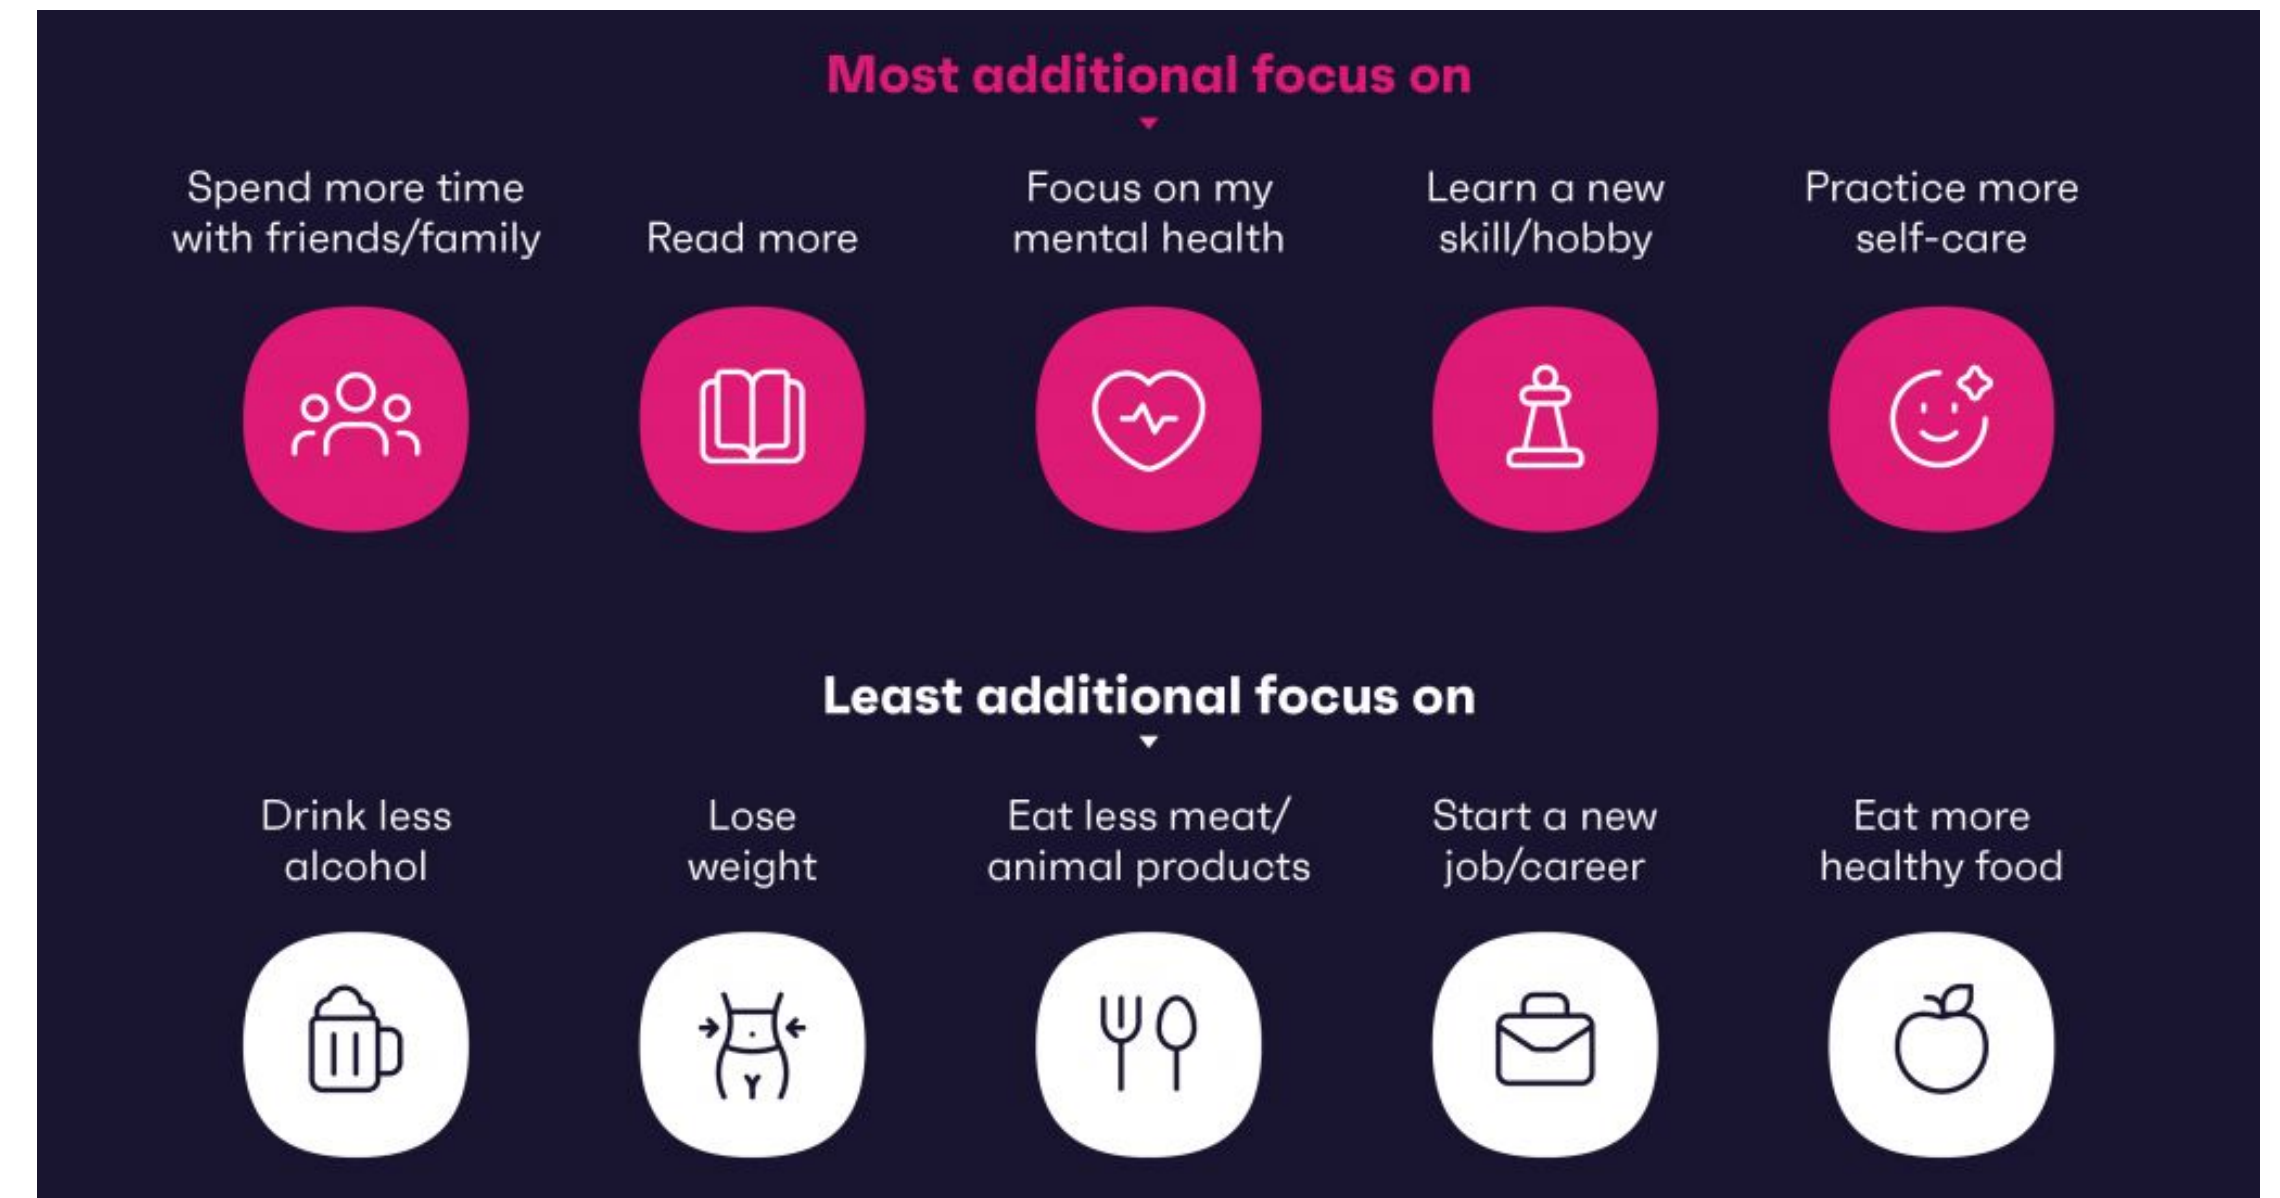 Most additional focus on
Spend more time
with friends/family
Read more
Focus on my
mental health
Learn a new
skill/hobby
Practice more
self-care
Least additional focus on
Drink less
alcohol
Lose
weight
Eat less meat/
animal products
Start a new
job/career
Eat more
healthy food